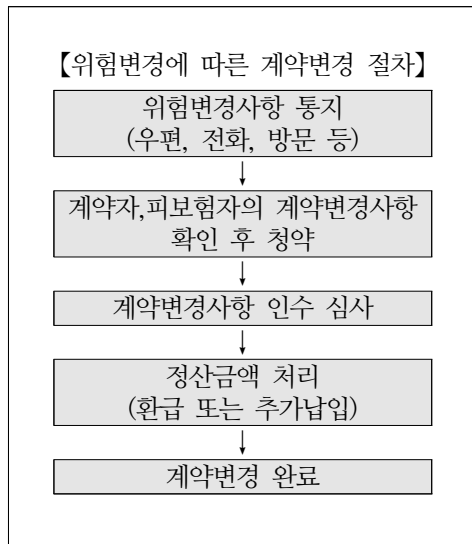 【위험변경에 따른 계약변경 절차】
위험변경사항 통지
(우편, 전화, 방문 등)
계약자,피보험자의 계약변경사항
확인 후 청약
계약변경사항 인수 심사
정산금액 처리
(환급 또는 추가납입)
계약변경 완료